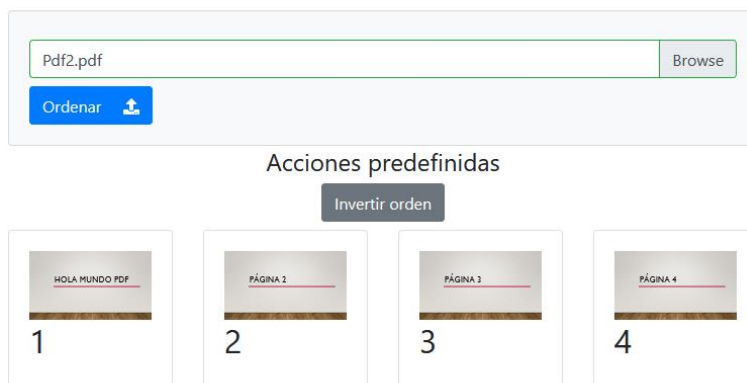 Pdf2.pdf Browse
Ordenar
Acciones predefinidas
Invertir orden
HOLA MUNDO PDF PÁGINA 2 PÁGINA 3 PÁGINA 4
1 2 3 4